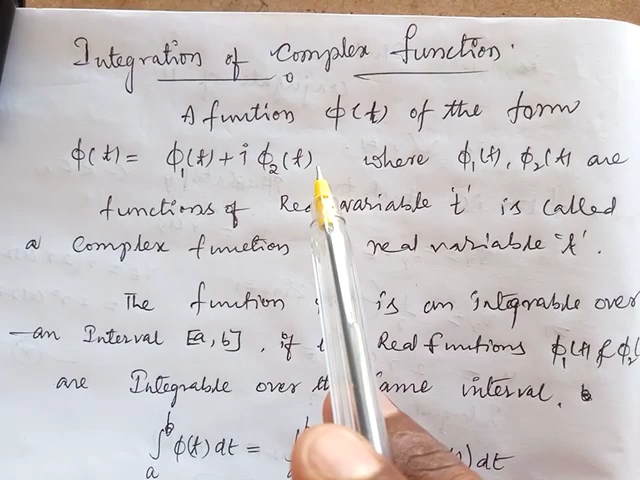 Integration of Complex function.
A function ϕ(t) of the form
ϕ(t) = ϕ₁(t) + i ϕ₂(t) where ϕ₁(t), ϕ₂(t) are
functions of Real variable 't' is called
a complex function real variable 't'.
The function is an integrable over
an Interval [a, b], if Real functions ϕ₁(t) & ϕ₂(
are Integrable over the same interval.
∫ₐᵇ ϕ(t) dt = dt